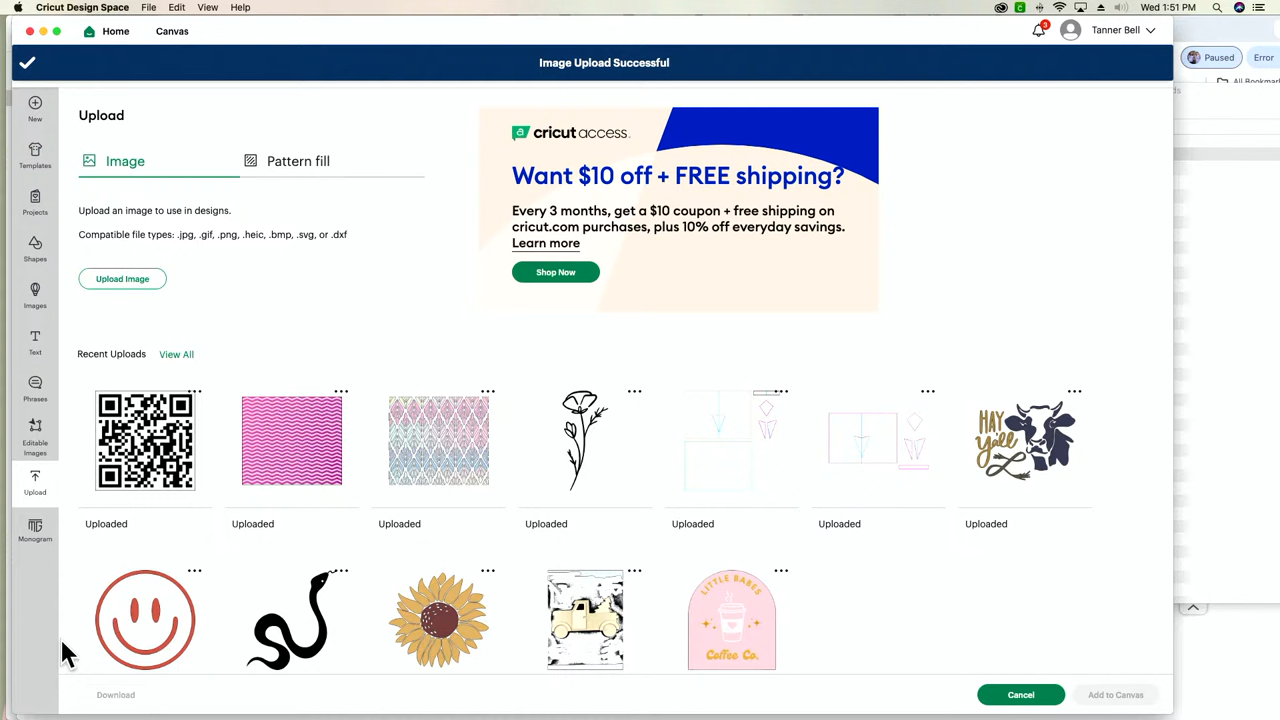 Cricut Design Space File Edit View Help
Wed 1:51 PM
Home Canvas
3
Tanner Bell
Image Upload Successful
Paused
Error
All Bookmar
New
Templates
Projects
Shapes
Images
Text
Phrases
Editable
Images
Upload
Monogram
Upload
Image
Pattern fill
Upload an image to use in designs.
Compatible file types: .jpg, .gif, .png, .heic, .bmp, .svg, or .dxf
Upload Image
a cricut access.
Want $10 off + FREE shipping?
Every 3 months, get a $10 coupon + free shipping on
cricut.com purchases, plus 10% off everyday savings.
Learn more
Shop Now
Recent Uploads View All
HAY
y'all
Uploaded
Uploaded
Uploaded
Uploaded
Uploaded
Uploaded
Uploaded
LITTLE BABES
Coffee Co.
Download
Cancel
Add to Canvas